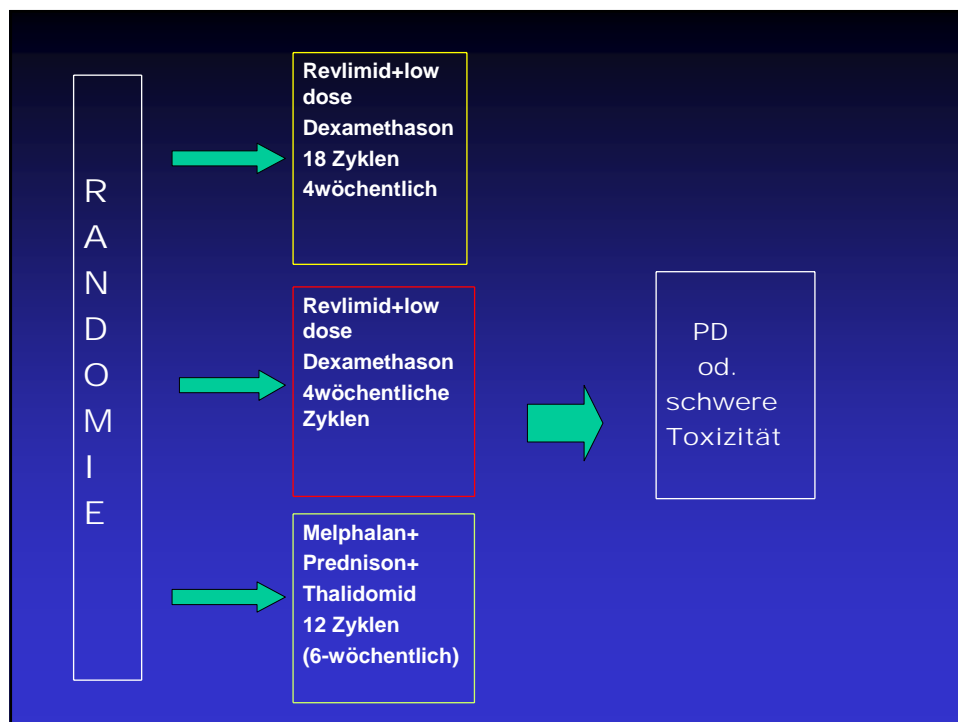 R
A
N
D
O
M
I
E
Revlimid+low
dose
Dexamethason
18 Zyklen
4wöchentlich
Revlimid+low
dose
Dexamethason
4wöchentliche
Zyklen
Melphalan+
Prednison+
Thalidomid
12 Zyklen
(6-wöchentlich)
PD
od.
schwere
Toxizität